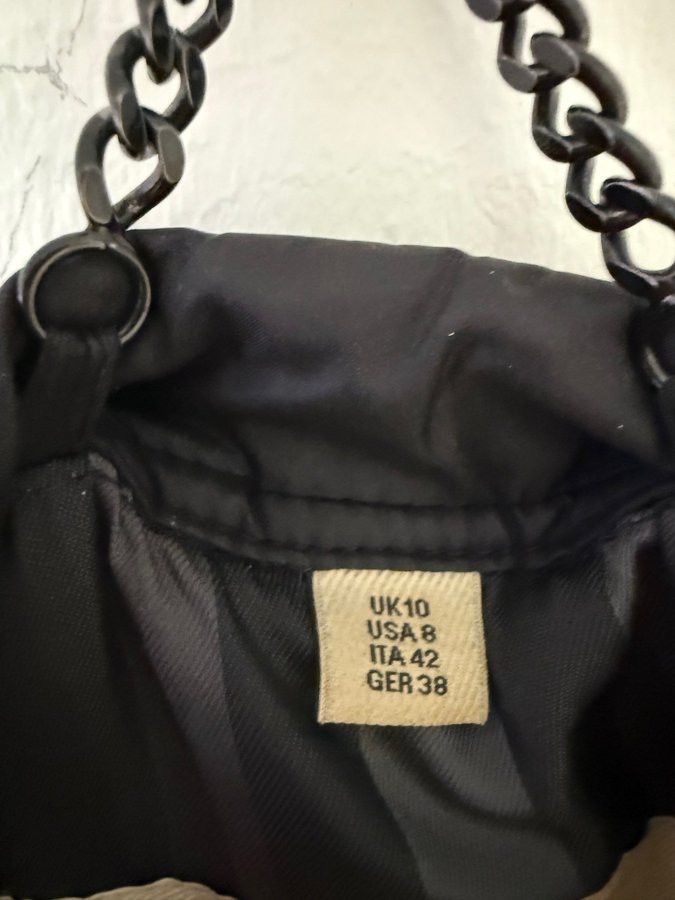 UK10
USA 8
ITA 42
GER 38